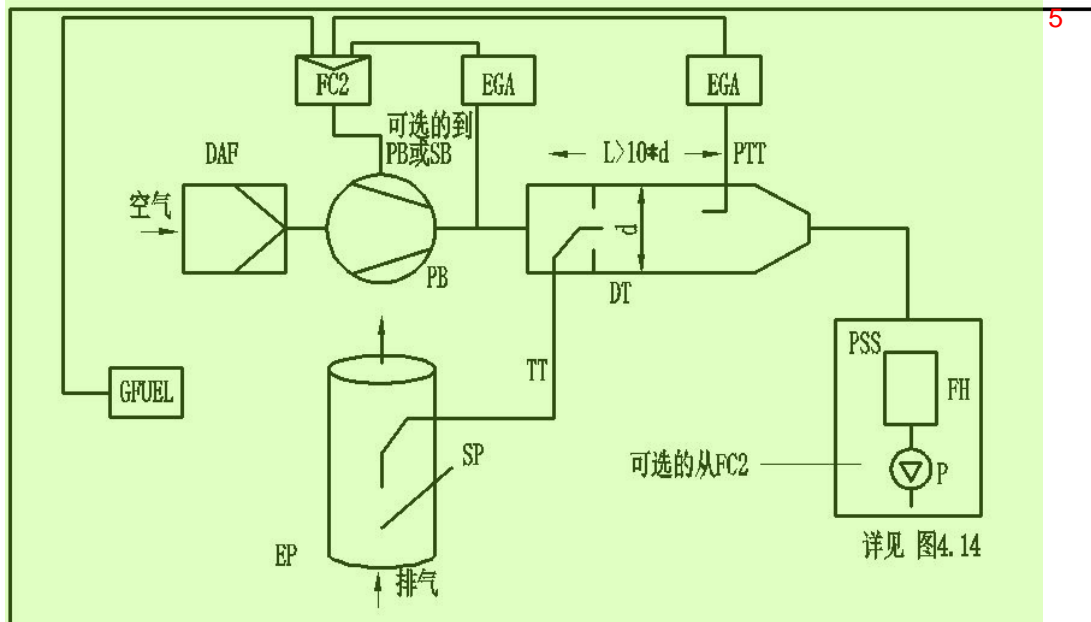 5
FC2
EGA
EGA
可选的到
PB或SB
L>10*d
PTT
DAF
空气
d
PB
DT
PSS
FH
TT
GFUEL
SP
可选的从FC2
P
EP
排气
详见 图4.14